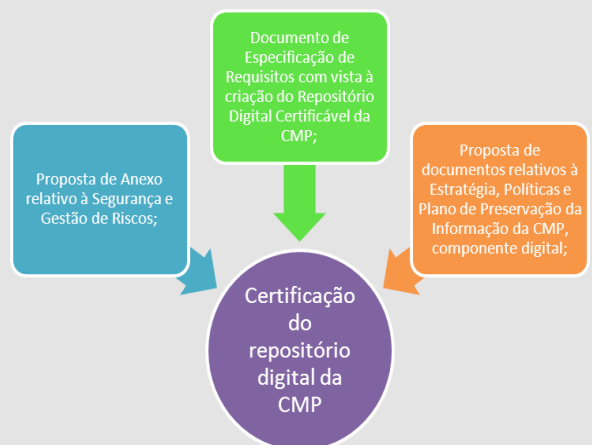 Documento de
Especificação de
Requisitos com vista à
criação do Repositório
Digital Certificável da
CMP;
Proposta de Anexo
relativo à Segurança e
Gestão de Riscos;
Proposta de
documentos relativos à
Estratégia, Políticas e
Plano de Preservação da
Informação da CMP,
componente digital;
Certificação
do
repositório
digital da
CMP